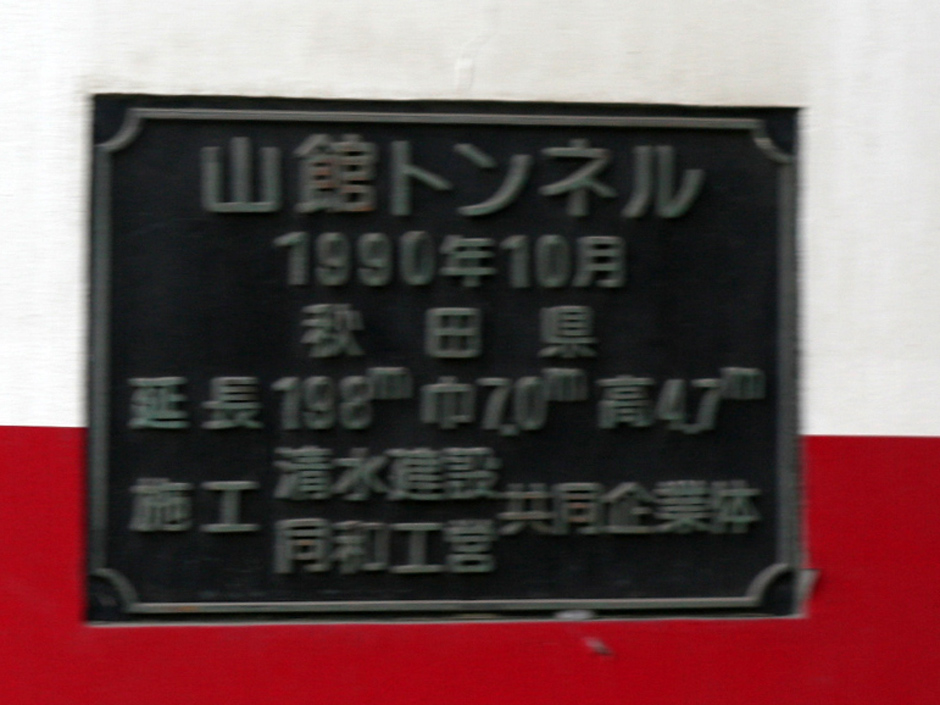 山館トンネル
1990年10月
秋田県
延長198m 巾7.0m 高4.7m
施工 清水建設 同和工営 共同企業体